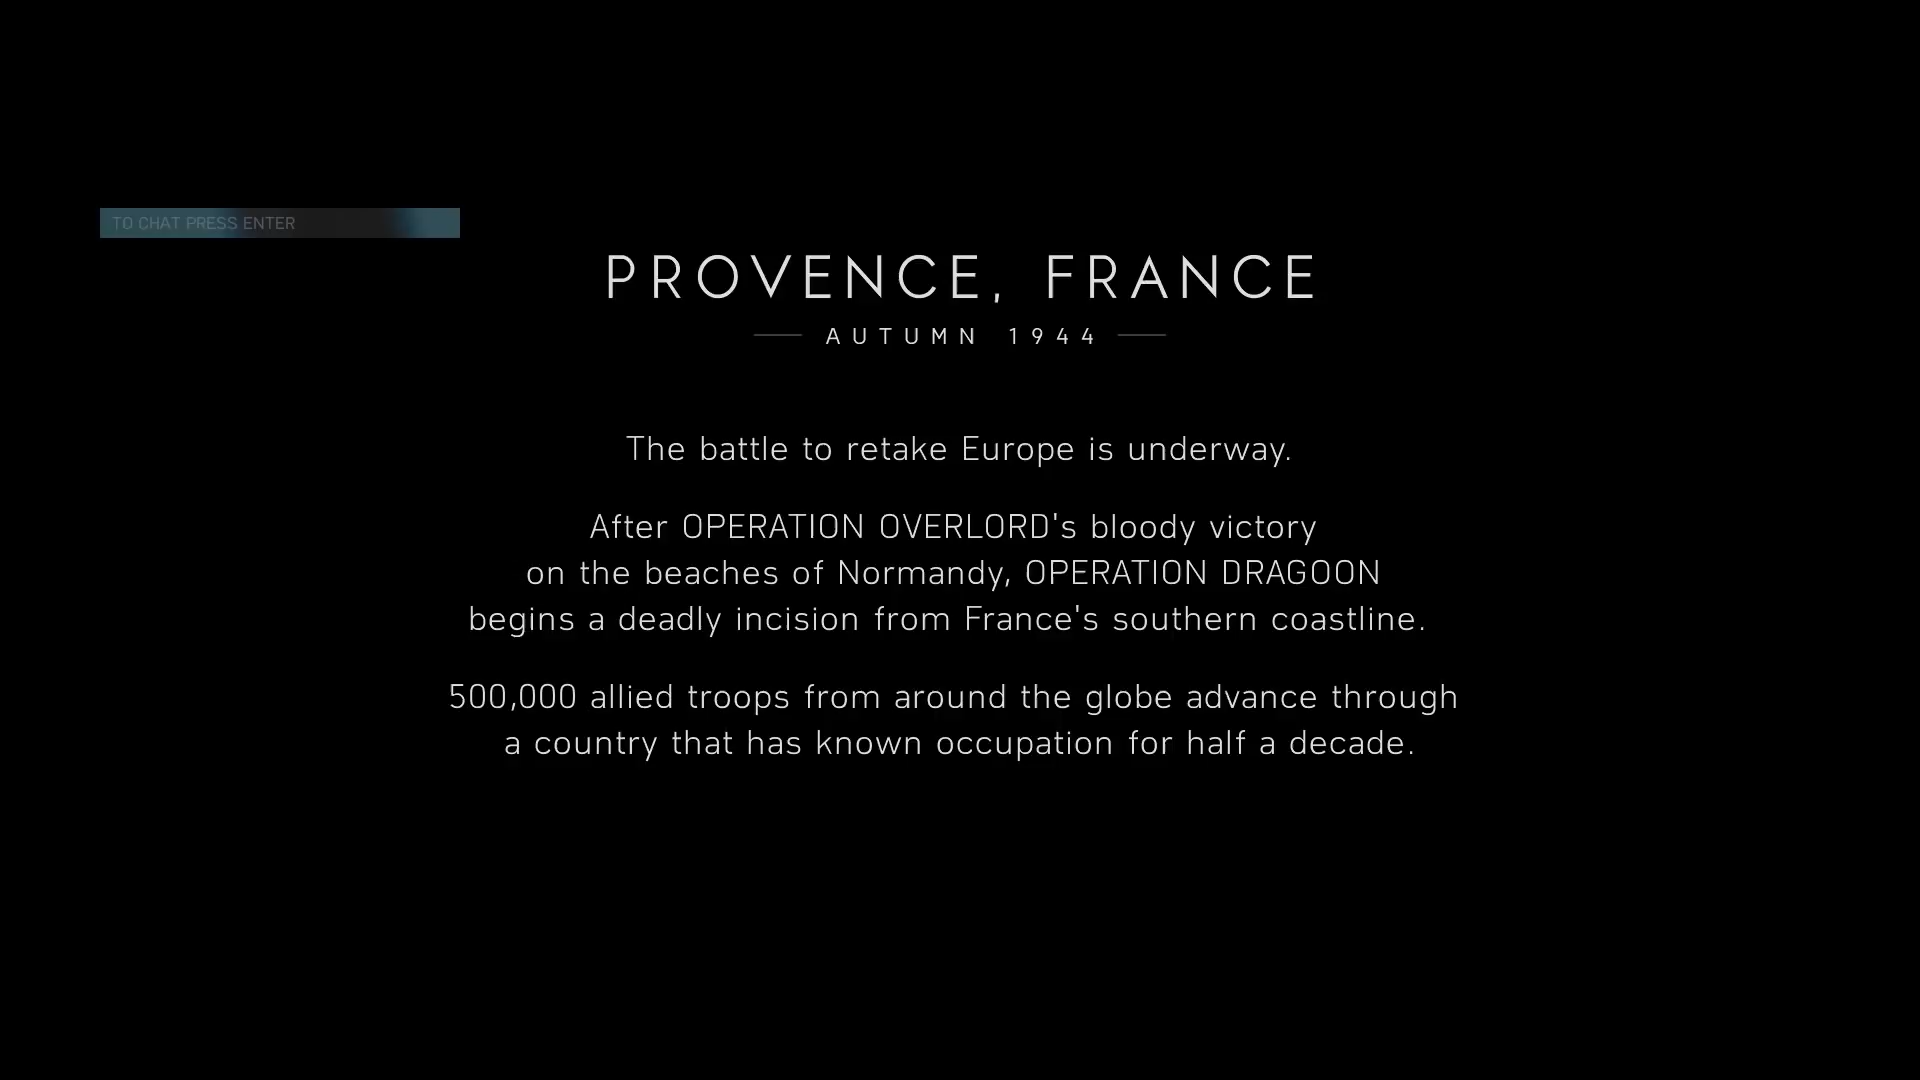 TO CHAT PRESS ENTER
PROVENCE, FRANCE
AUTUMN 1944
The battle to retake Europe is underway.
After OPERATION OVERLORD's bloody victory
on the beaches of Normandy, OPERATION DRAGOON
begins a deadly incision from France's southern coastline.
500,000 allied troops from around the globe advance through
a country that has known occupation for half a decade.